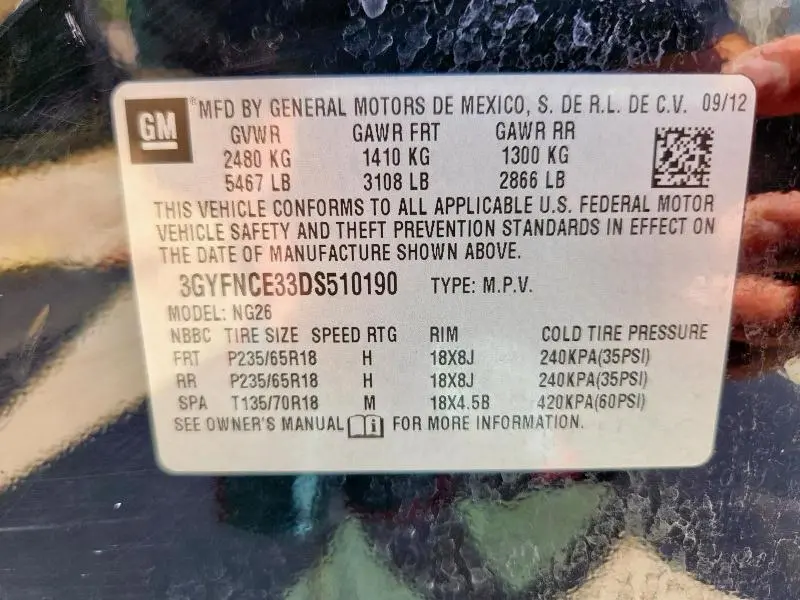 GM ® MFD BY GENERAL MOTORS DE MEXICO, S. DE R.L. DE C.V. 09/12
GVWR GAWR FRT GAWR RR
2480 KG 1410 KG 1300 KG
5467 LB 3108 LB 2866 LB
THIS VEHICLE CONFORMS TO ALL APPLICABLE U.S. FEDERAL MOTOR
VEHICLE SAFETY AND THEFT PREVENTION STANDARDS IN EFFECT ON
THE DATE OF MANUFACTURE SHOWN ABOVE.
3GYFNCE33DS510190 TYPE: M.P.V.
MODEL: NG26
NBBC TIRE SIZE SPEED RTG RIM COLD TIRE PRESSURE
FRT P235/65R18 H 18X8J 240KPA(35PSI)
RR P235/65R18 H 18X8J 240KPA(35PSI)
SPA T135/70R18 M 18X4.5B 420KPA(60PSI)
SEE OWNER'S MANUAL i FOR MORE INFORMATION.